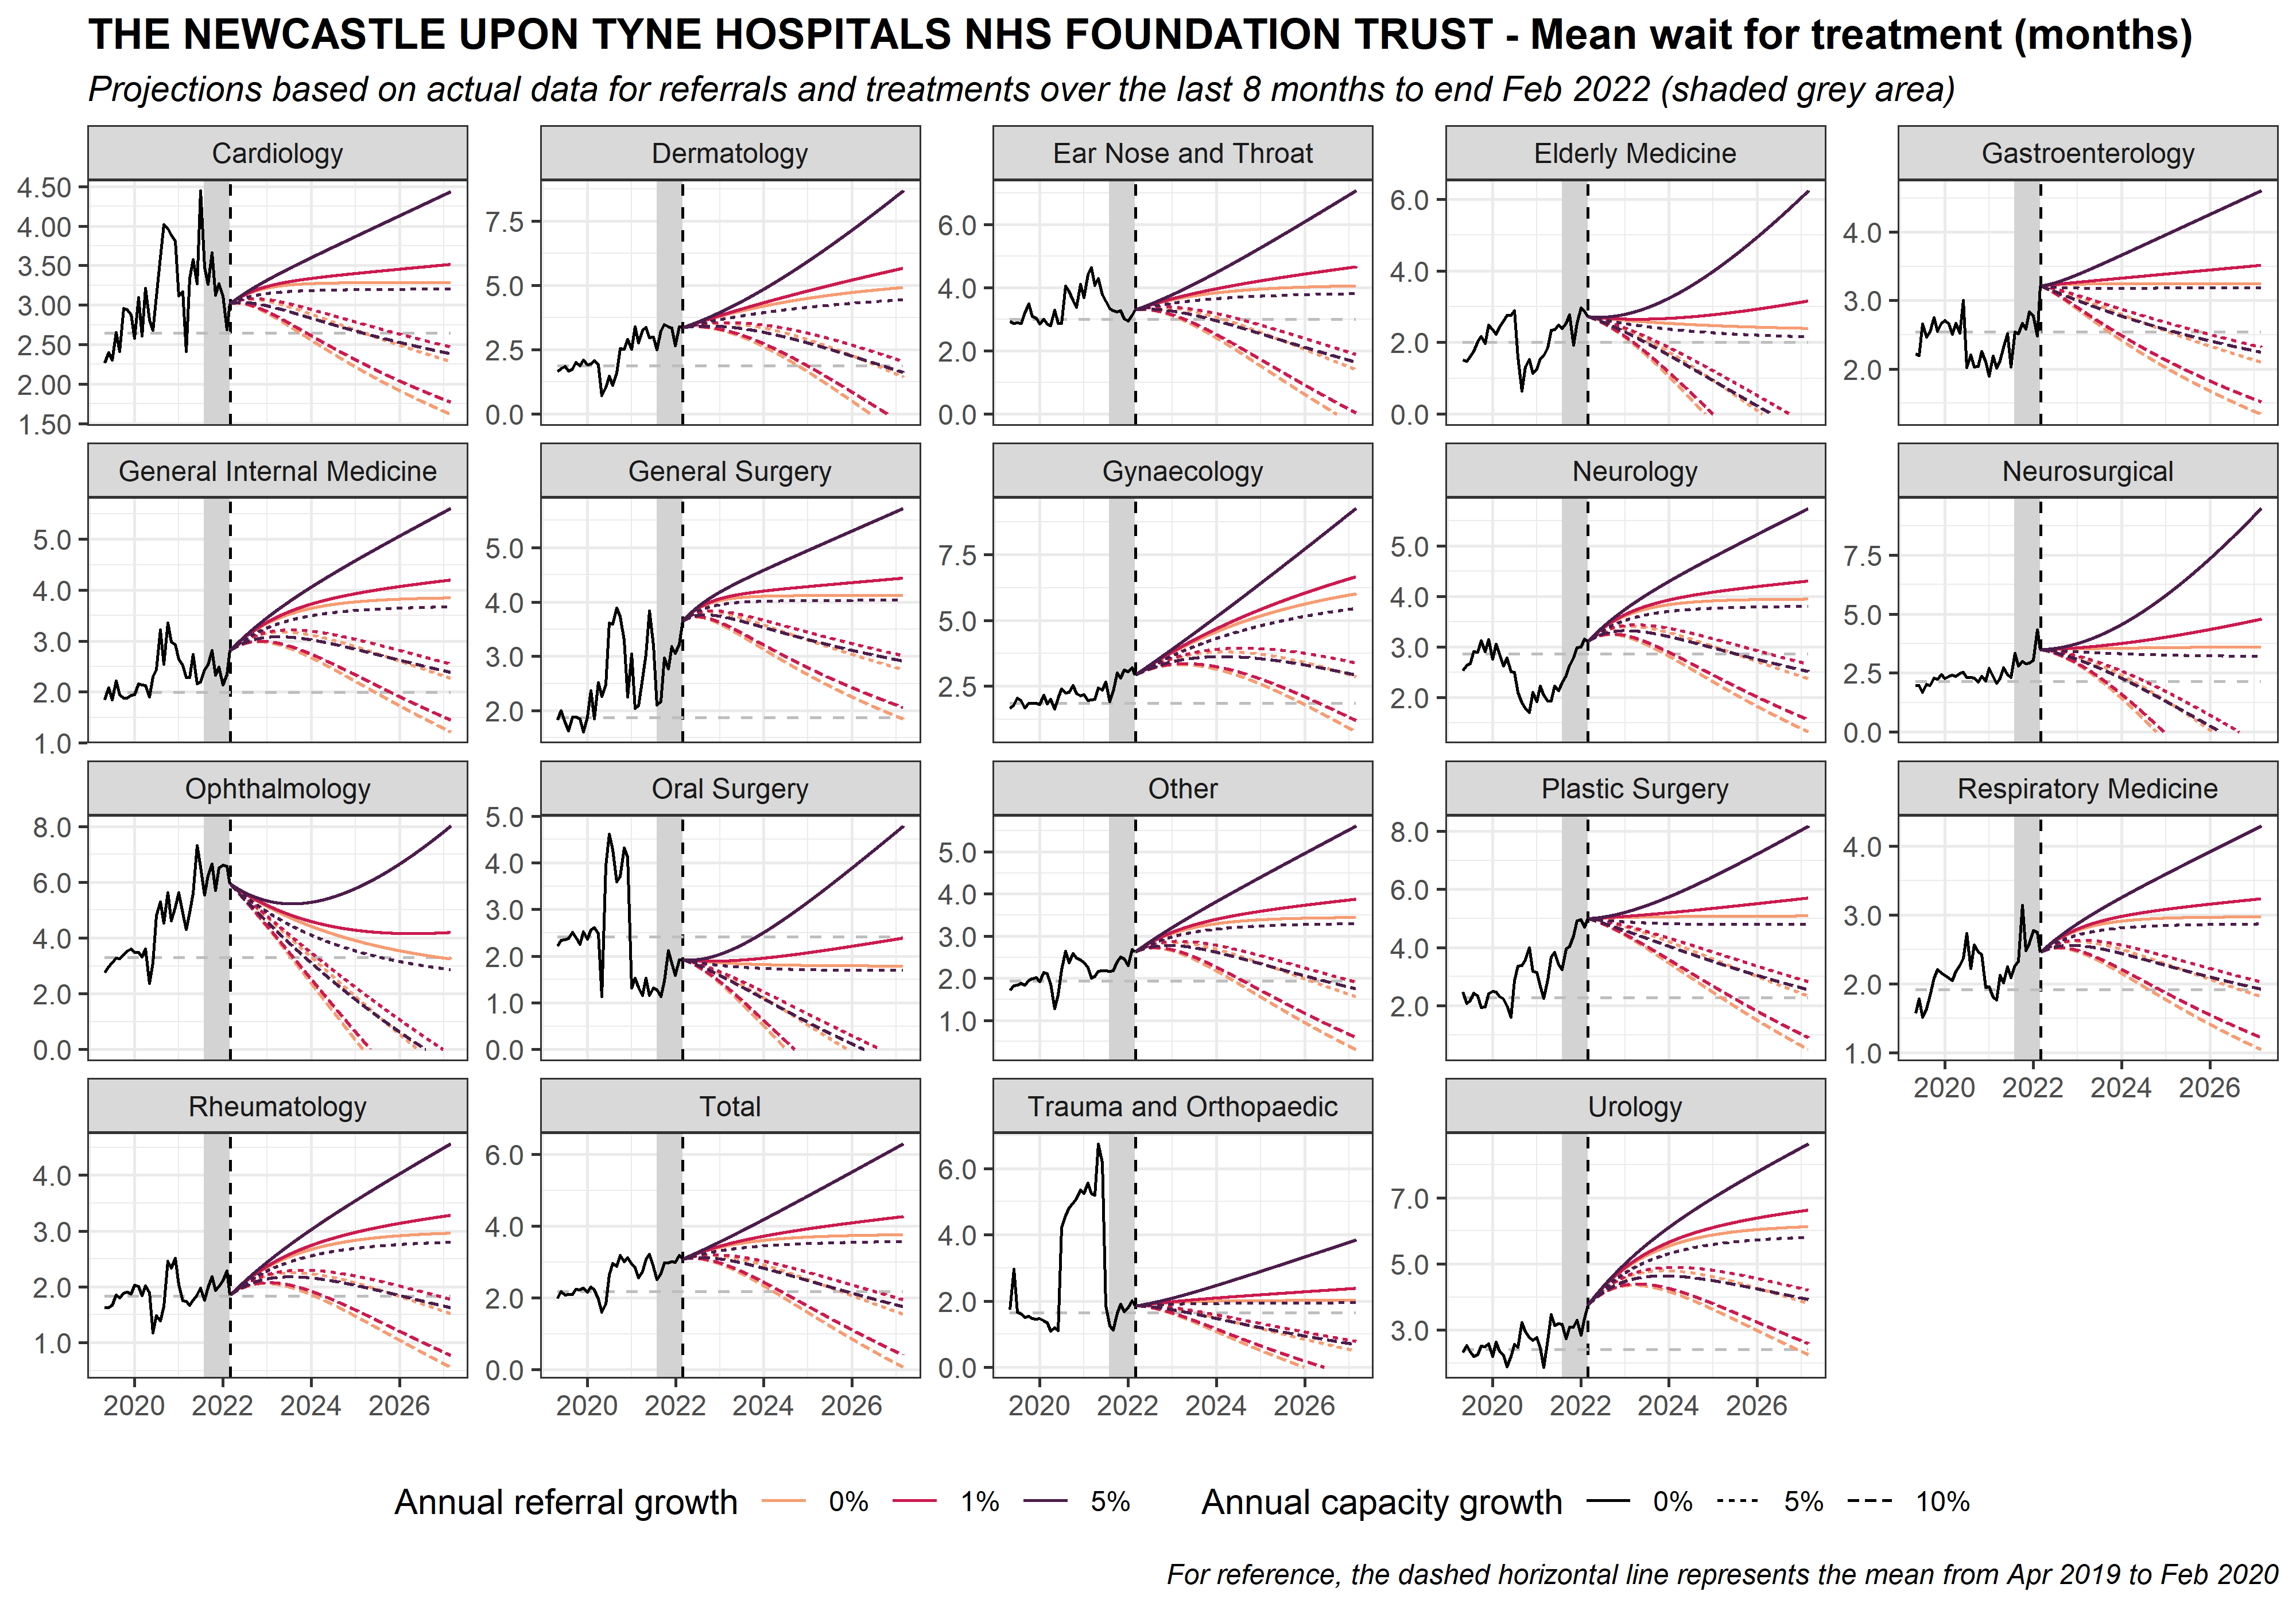 THE NEWCASTLE UPON TYNE HOSPITALS NHS FOUNDATION TRUST - Mean wait for treatment (months)
Projections based on actual data for referrals and treatments over the last 8 months to end Feb 2022 (shaded grey area)
Cardiology
4.50
4.00
3.50
3.00
2.50
2.00
1.50
Dermatology
7.5
5.0
2.5
0.0
Ear Nose and Throat
6.0
4.0
2.0
0.0
Elderly Medicine
6.0
4.0
2.0
0.0
Gastroenterology
4.0
3.0
2.0
General Internal Medicine
5.0
4.0
3.0
2.0
1.0
General Surgery
5.0
4.0
3.0
2.0
Gynaecology
7.5
5.0
2.5
Neurology
5.0
4.0
3.0
2.0
Neurosurgical
7.5
5.0
2.5
0.0
Ophthalmology
8.0
6.0
4.0
2.0
0.0
Oral Surgery
5.0
4.0
3.0
2.0
1.0
0.0
Other
5.0
4.0
3.0
2.0
1.0
Plastic Surgery
8.0
6.0
4.0
2.0
Respiratory Medicine
4.0
3.0
2.0
1.0
2020 2022 2024 2026
Rheumatology
4.0
3.0
2.0
1.0
2020 2022 2024 2026
Total
6.0
4.0
2.0
0.0
2020 2022 2024 2026
Trauma and Orthopaedic
6.0
4.0
2.0
0.0
2020 2022 2024 2026
Urology
7.0
5.0
3.0
2020 2022 2024 2026
Annual referral growth 0% 1% 5% Annual capacity growth 0% 5% 10%
For reference, the dashed horizontal line represents the mean from Apr 2019 to Feb 2020